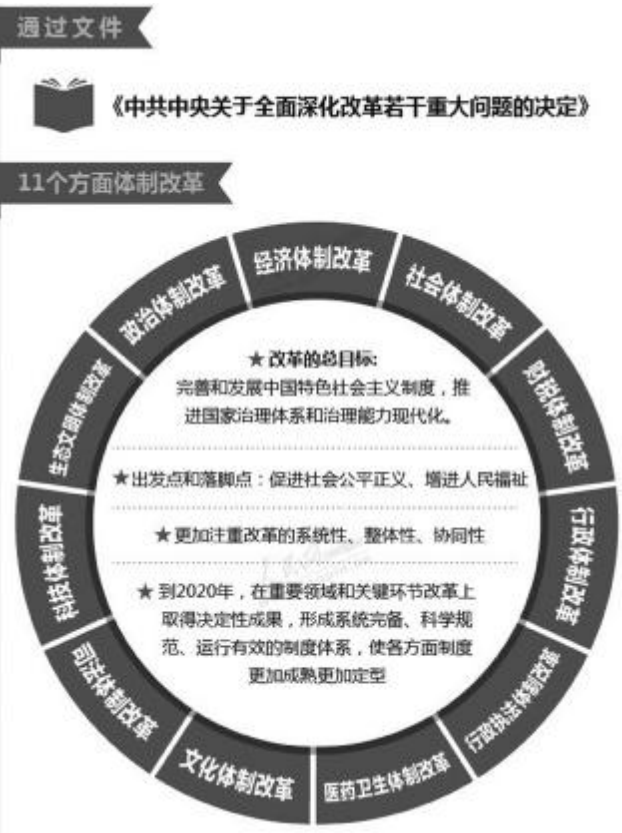 通过文件
《中共中央关于全面深化改革若干重大问题的决定》
11个方面体制改革
经济体制改革
社会体制改革
财税体制改革
行政体制改革
行政执法体制改革
医药卫生体制改革
文化体制改革
司法体制改革
科技体制改革
生态文明体制改革
政治体制改革
★改革的总目标:
完善和发展中国特色社会主义制度，推
进国家治理体系和治理能力现代化。
★出发点和落脚点：促进社会公平正义、增进人民福祉
★更加注重改革的系统性、整体性、协同性
★到2020年，在重要领域和关键环节改革上
取得决定性成果，形成系统完备、科学规
范、运行有效的制度体系，使各方面制度
更加成熟更加定型